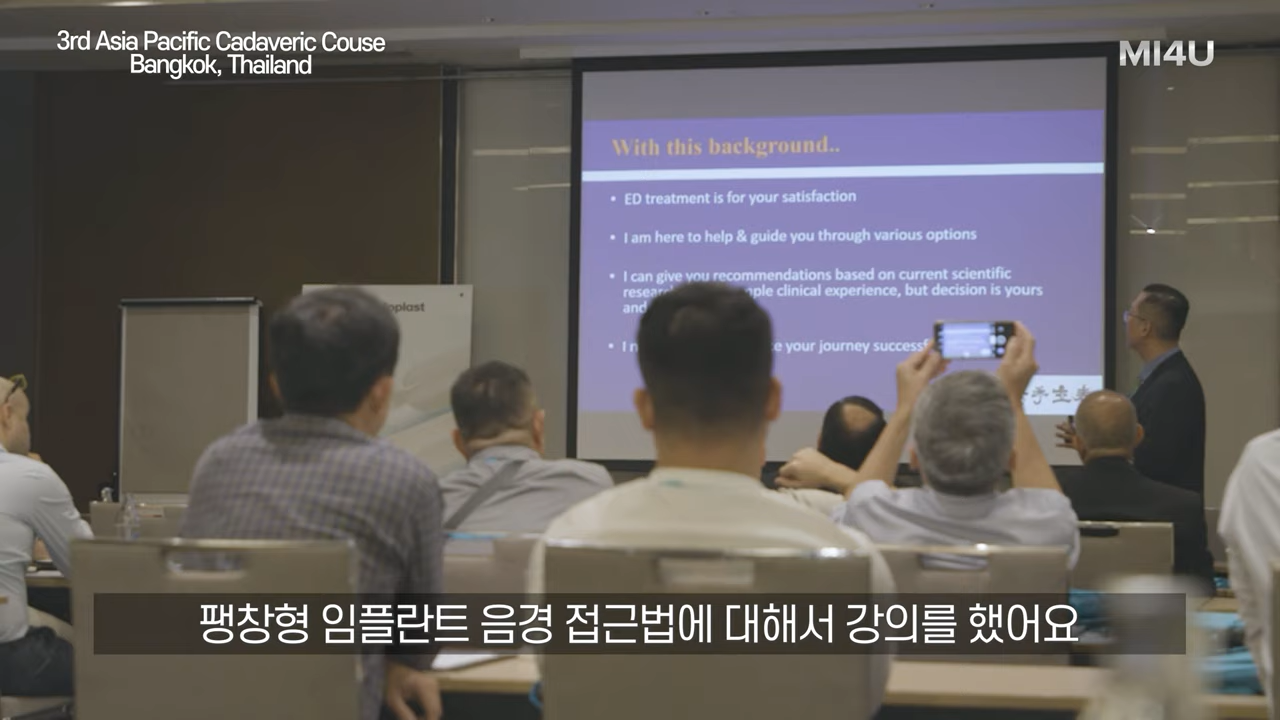 3rd Asia Pacific Cadaveric Couse
Bangkok, Thailand
MI4U
With this background..
• ED treatment is for your satisfaction
• I am here to help & guide you through various options
• I can give you recommendations based on current scientific
clinical experience, but decision is yours
and
• I
your journey
팽창형 임플란트 음경 접근법에 대해서 강의를 했어요